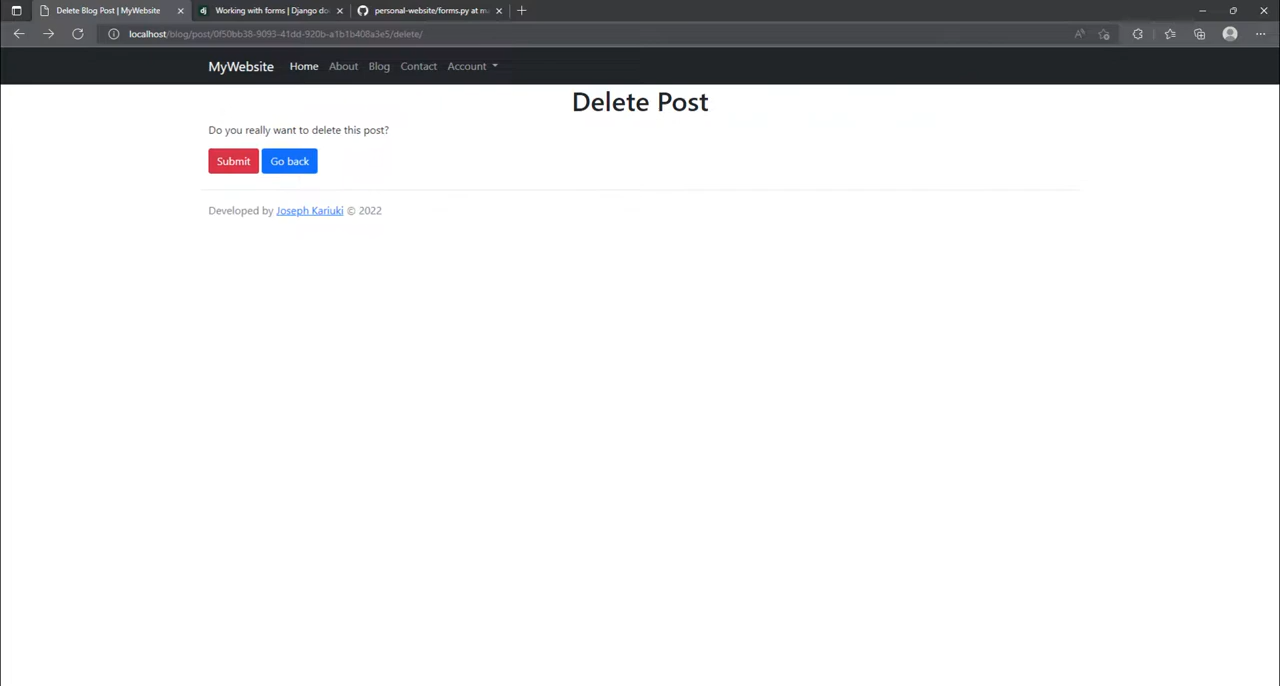 Delete Blog Post | MyWebsite
Working with forms | Django do
personal-website/forms.py at m
localhost/blog/post/0f50bb38-9093-41dd-920b-a1b1b408a3e5/delete/
MyWebsite Home About Blog Contact Account
Delete Post
Do you really want to delete this post?
Submit Go back
Developed by Joseph Kariuki © 2022